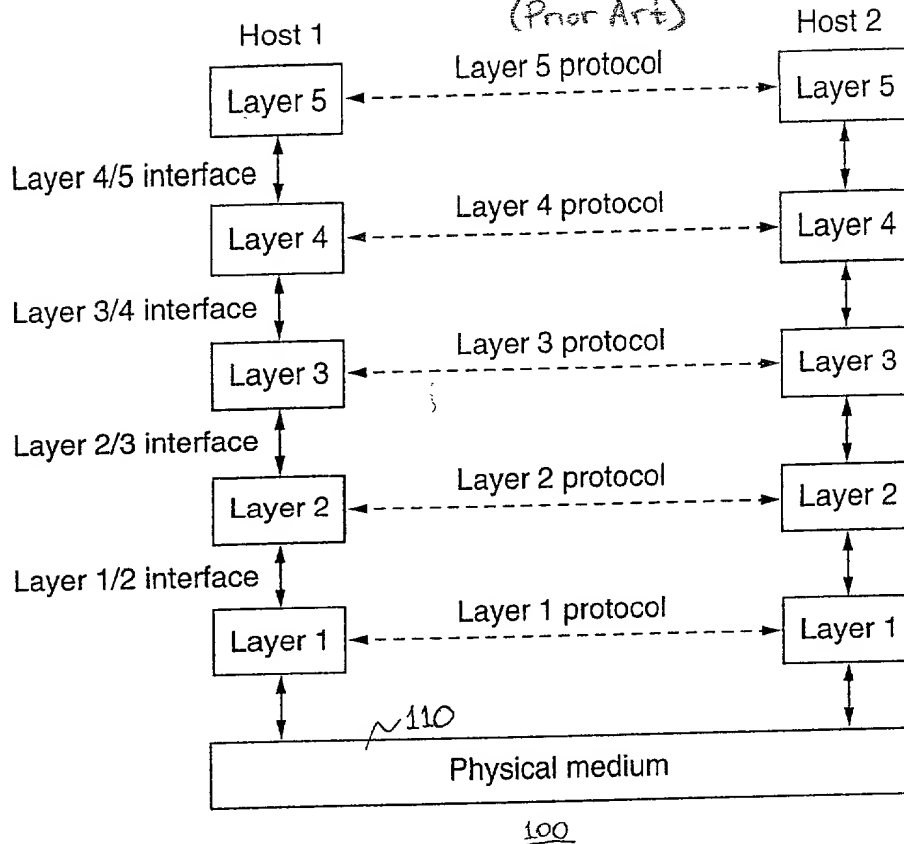 (Prior Art)
Host 1
Host 2
Layer 5
Layer 5 protocol
Layer 5
Layer 4/5 interface
Layer 4
Layer 4 protocol
Layer 4
Layer 3/4 interface
Layer 3
Layer 3 protocol
Layer 3
Layer 2/3 interface
Layer 2
Layer 2 protocol
Layer 2
Layer 1/2 interface
Layer 1
Layer 1 protocol
Layer 1
110
Physical medium
100